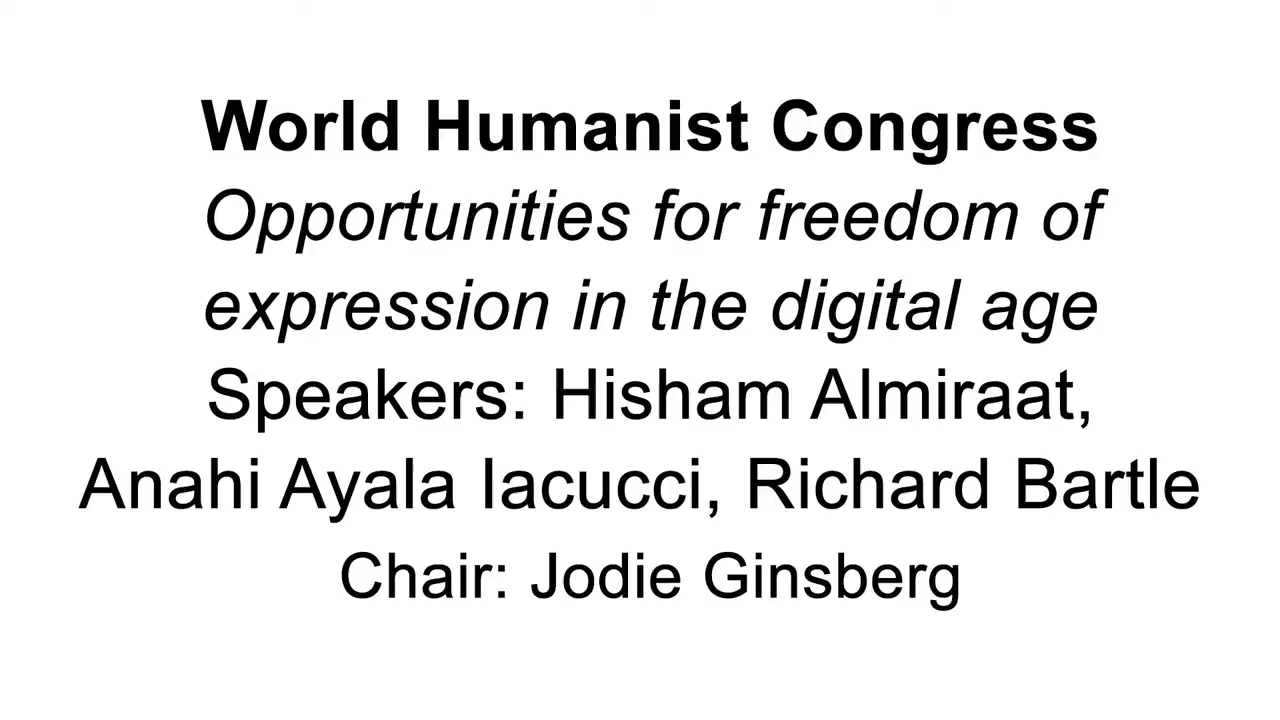 World Humanist Congress
Opportunities for freedom of
expression in the digital age
Speakers: Hisham Almiraat,
Anahi Ayala Iacucci, Richard Bartle
Chair: Jodie Ginsberg